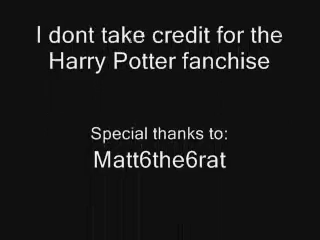 I dont take credit for the
Harry Potter fanchise
Special thanks to:
Matt6the6rat